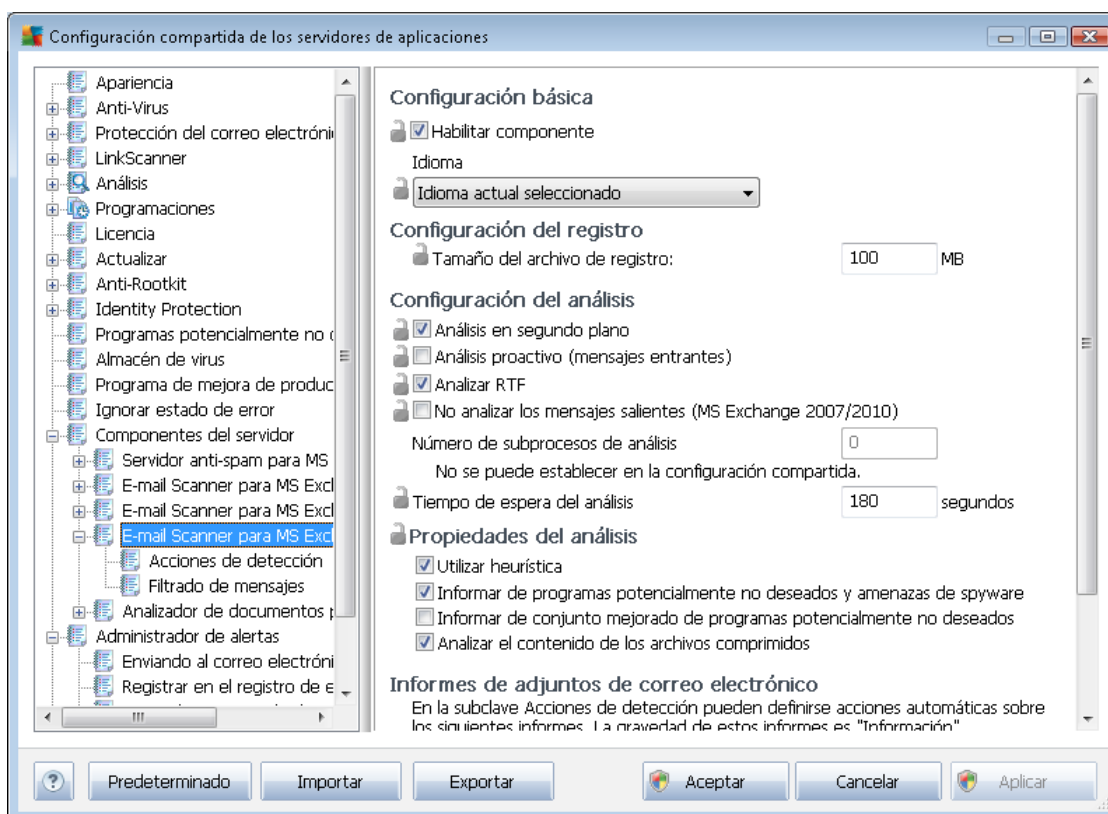 Configuración compartida de los servidores de aplicaciones
Apariencia
Anti-Virus
Protección del correo electróni
LinkScanner
Análisis
Programaciones
Licencia
Actualizar
Anti-Rootkit
Identity Protection
Programas potencialmente no
Almacén de virus
Programa de mejora de produc
Ignorar estado de error
Componentes del servidor
Servidor anti-spam para MS
E-mail Scanner para MS Excl
E-mail Scanner para MS Excl
E-mail Scanner para MS Excl
Acciones de detección
Filtrado de mensajes
Analizador de documentos
Administrador de alertas
Enviando al correo electróni
Registrar en el registro de e
Configuración básica
Habilitar componente
Idioma
Idioma actual seleccionado
Configuración del registro
Tamaño del archivo de registro: 100 MB
Configuración del análisis
Análisis en segundo plano
Análisis proactivo (mensajes entrantes)
Analizar RTF
No analizar los mensajes salientes (MS Exchange 2007/2010)
Número de subprocesos de análisis 0
No se puede establecer en la configuración compartida.
Tiempo de espera del análisis 180 segundos
Propiedades del análisis
Utilizar heurística
Informar de programas potencialmente no deseados y amenazas de spyware
Informar de conjunto mejorado de programas potencialmente no deseados
Analizar el contenido de los archivos comprimidos
Informes de adjuntos de correo electrónico
En la subclave Acciones de detección pueden definirse acciones automáticas sobre
los siguientes informes. La gravedad de estos informes es "Información"
? Predeterminado Importar Exportar Aceptar Cancelar Aplicar